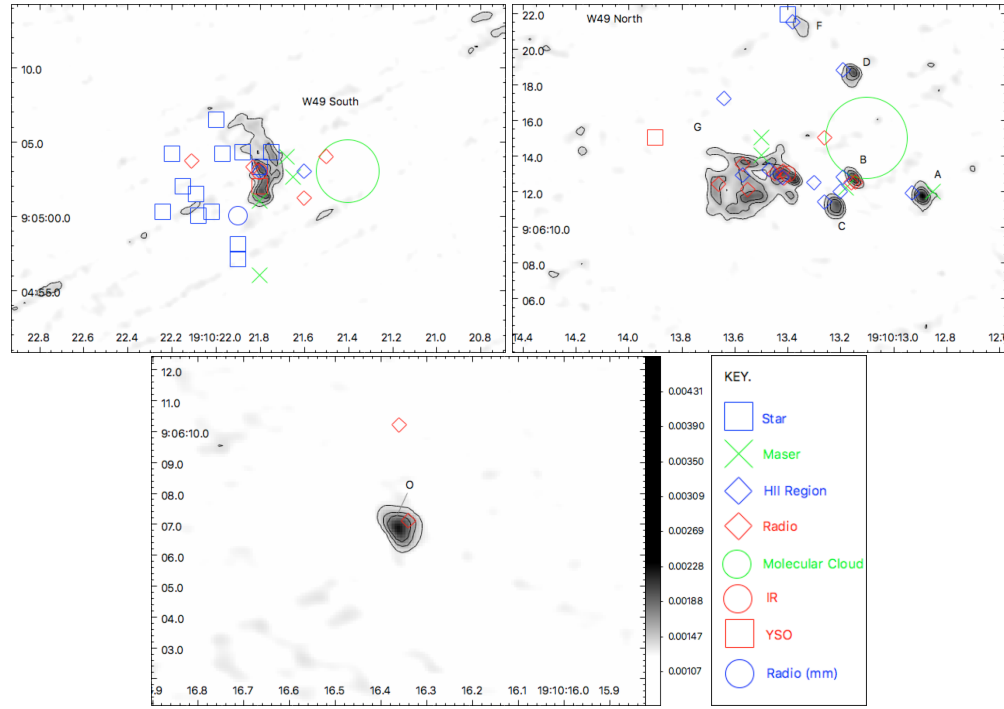 10.0
W49 South
05.0
9:05:00.0
04:55.0
22.8 22.6 22.4 22.2 19:10:22.0 21.8 21.6 21.4 21.2 21.0 20.8
22.0
W49 North
F
20.0
D
18.0
16.0
G
14.0
B
A
12.0
C
9:06:10.0
08.0
06.0
14.4 14.2 14.0 13.8 13.6 13.4 13.2 19:10:13.0 12.8 12.6
12.0
11.0
9:06:10.0
09.0
O
08.0
07.0
06.0
05.0
04.0
03.0
16.8 16.7 16.6 16.5 16.4 16.3 16.2 16.1 19:10:16.0 15.9
0.00431
0.00390
0.00350
0.00309
0.00269
0.00228
0.00188
0.00147
0.00107
KEY.
Star
Maser
HII Region
Radio
Molecular Cloud
IR
YSO
Radio (mm)